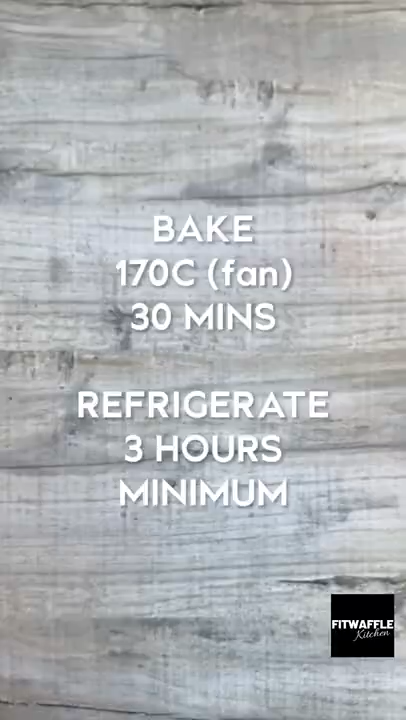 BAKE
170C (fan)
30 MINS
REFRIGERATE
3 HOURS
MINIMUM
FITWAFFLE
Kitchen